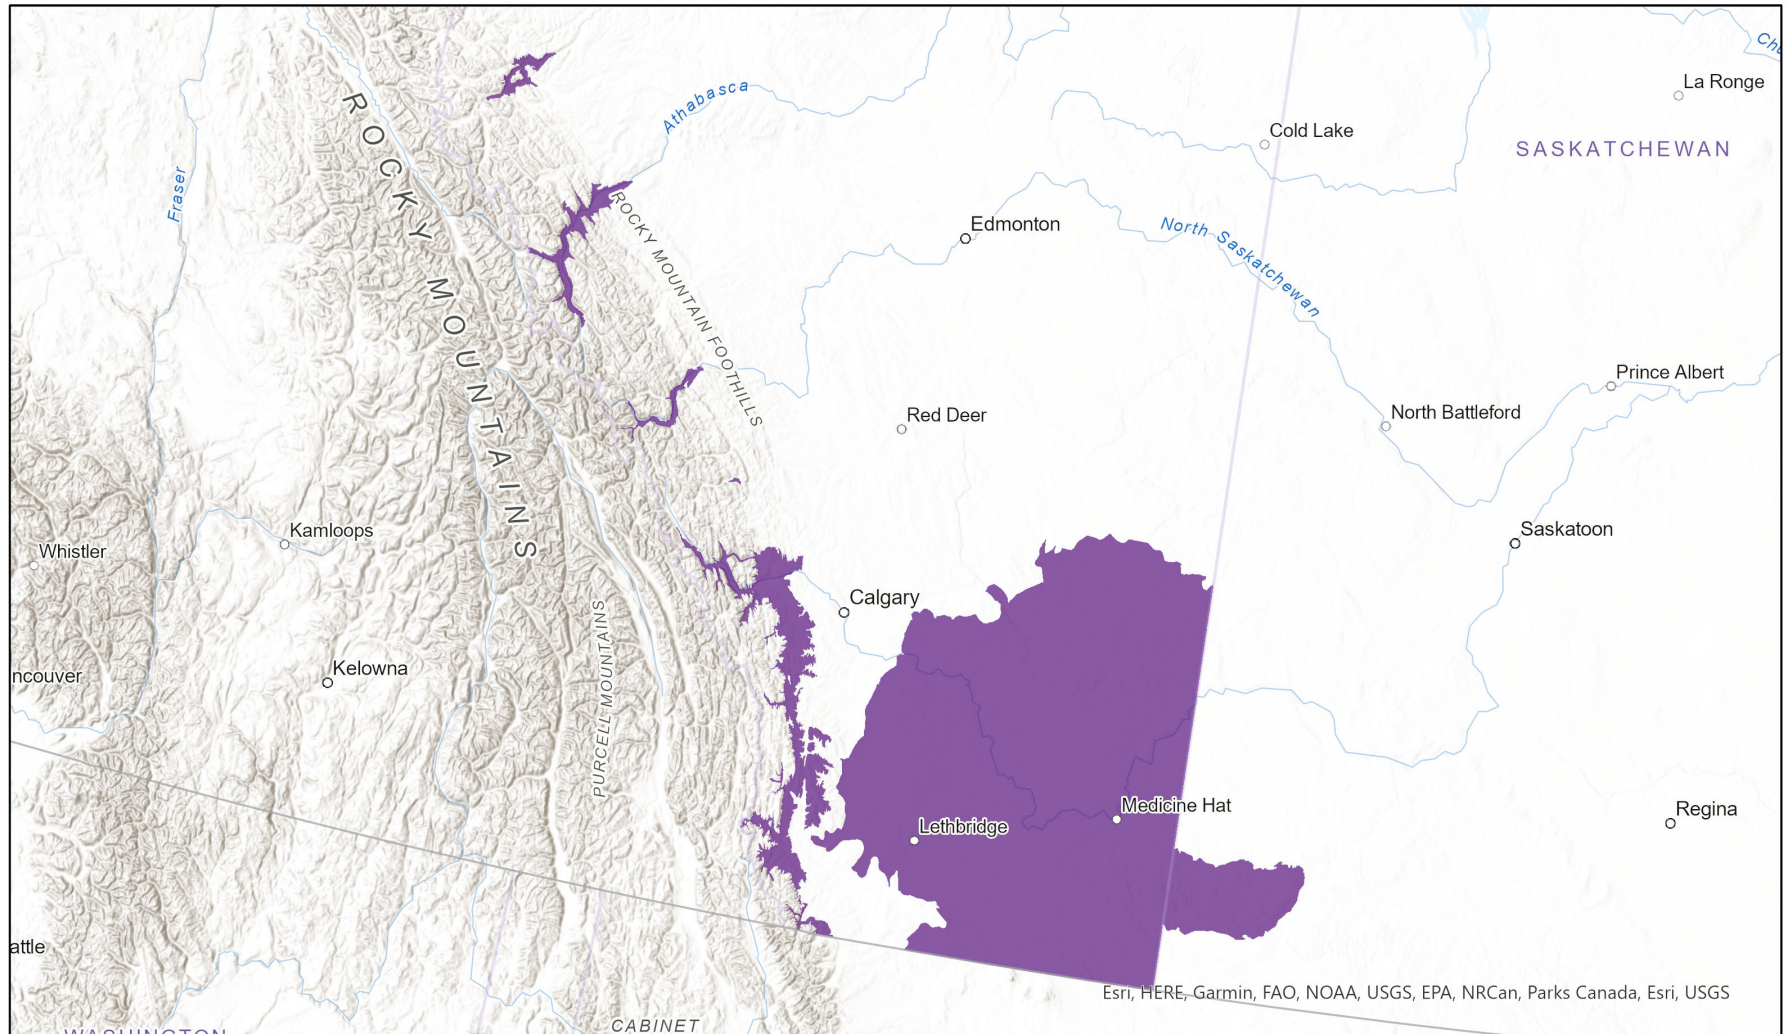 Chu
La Ronge
Athabasca
Cold Lake
SASKATCHEWAN
ROCKY MOUNTAINS
Fraser
ROCKY MOUNTAIN FOOTHILLS
Edmonton
North Saskatchewan
Prince Albert
North Battleford
Red Deer
Saskatoon
Kamloops
Whistler
Calgary
PURCELL MOUNTAINS
Kelowna
ncouver
Medicine Hat
Regina
Lethbridge
attle
Esri, HERE, Garmin, FAO, NOAA, USGS, EPA, NRCan, Parks Canada, Esri, USGS
CABINET
WASHINGTON